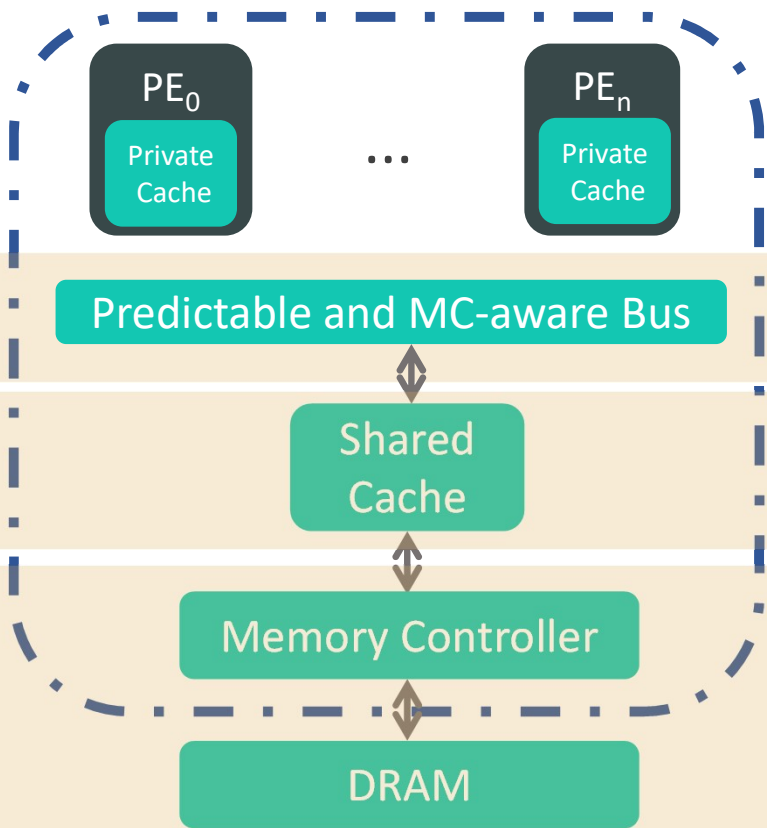 PE0
PEn
Private
Cache
...
Private
Cache
Predictable and MC-aware Bus
Shared
Cache
Memory Controller
DRAM